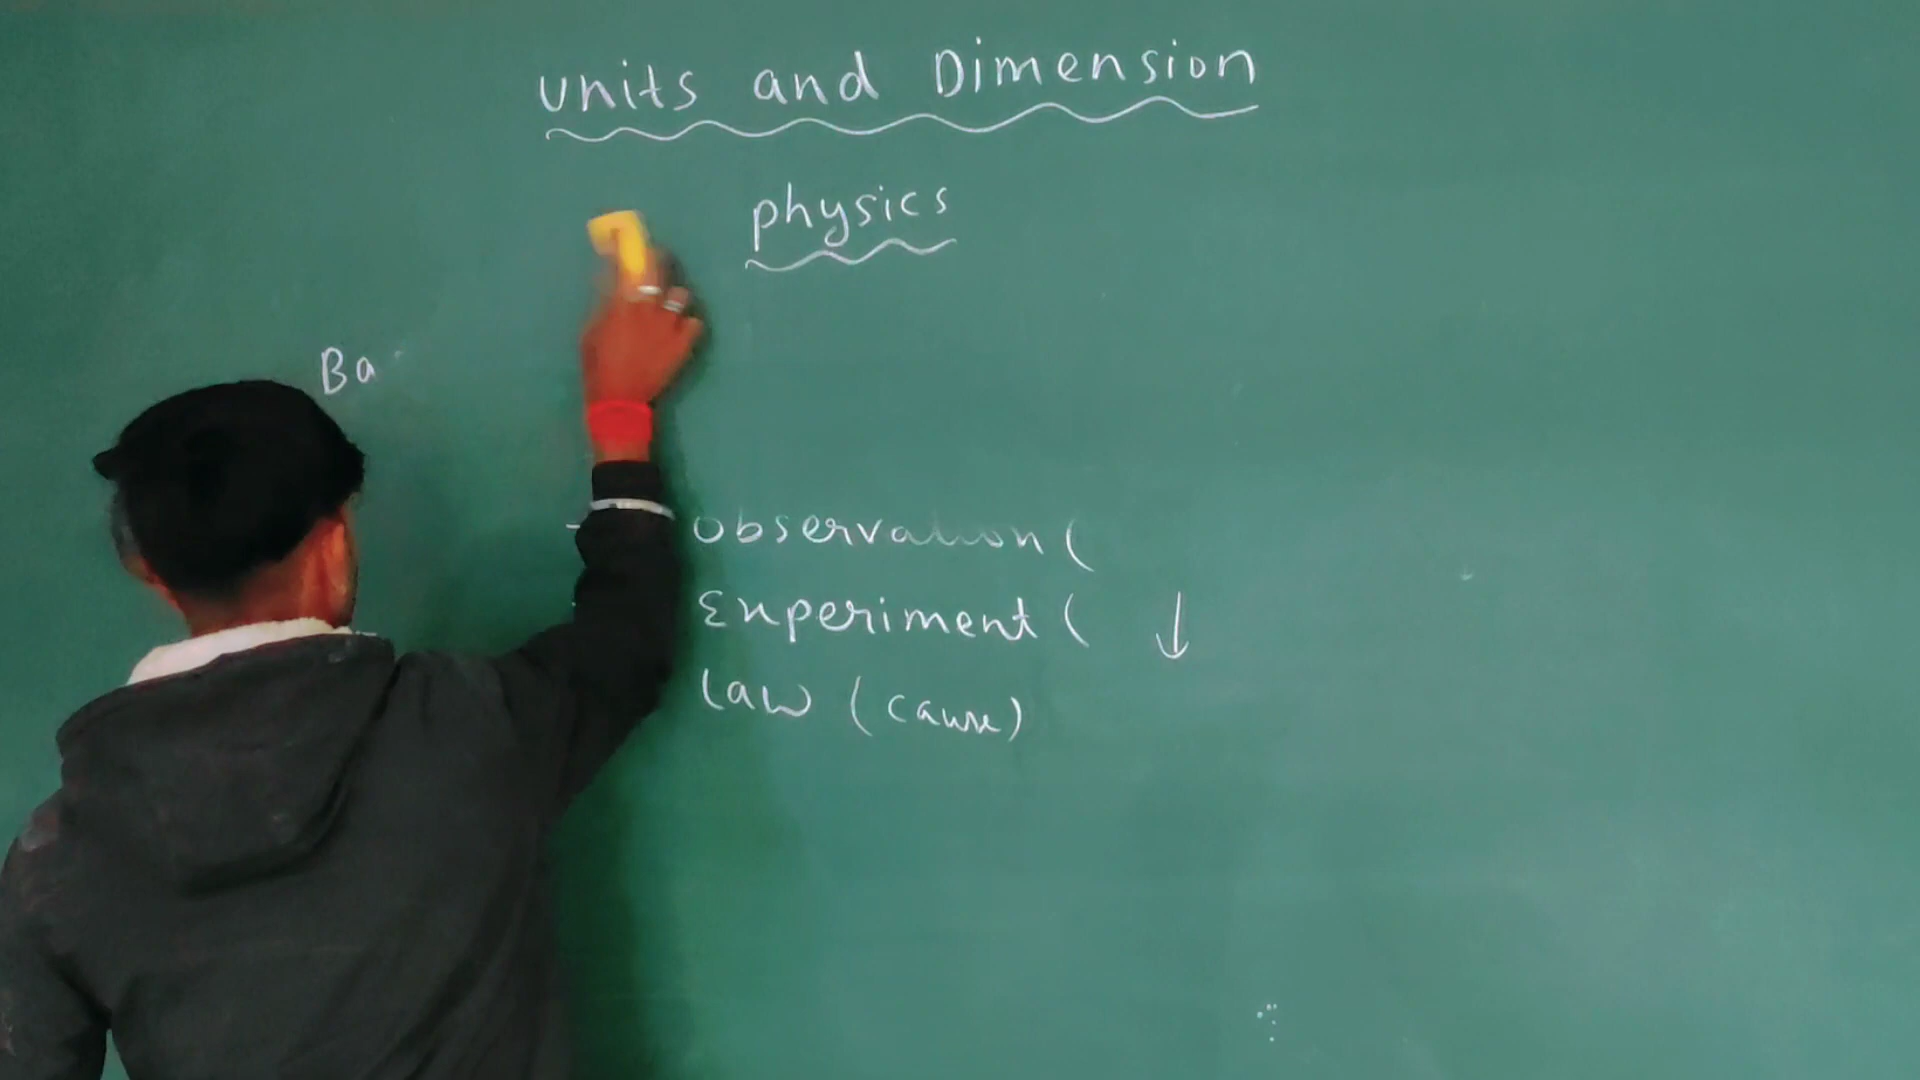 Units and Dimension
physics
Ba
Observation (
Experiment (
Law (cause)